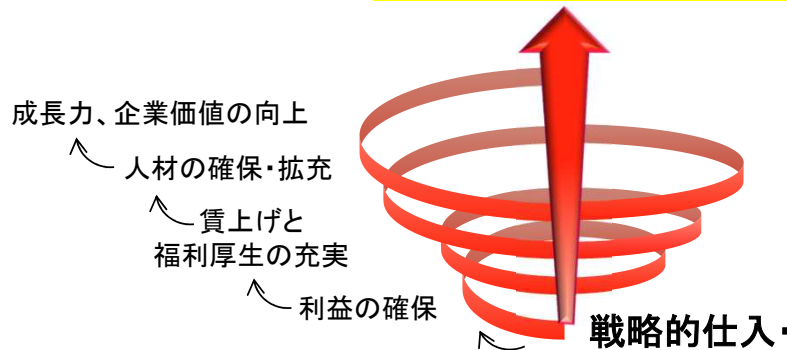 成長力、企業価値の向上
人材の確保・拡充
賃上げと
福利厚生の充実
利益の確保
戦略的仕入・